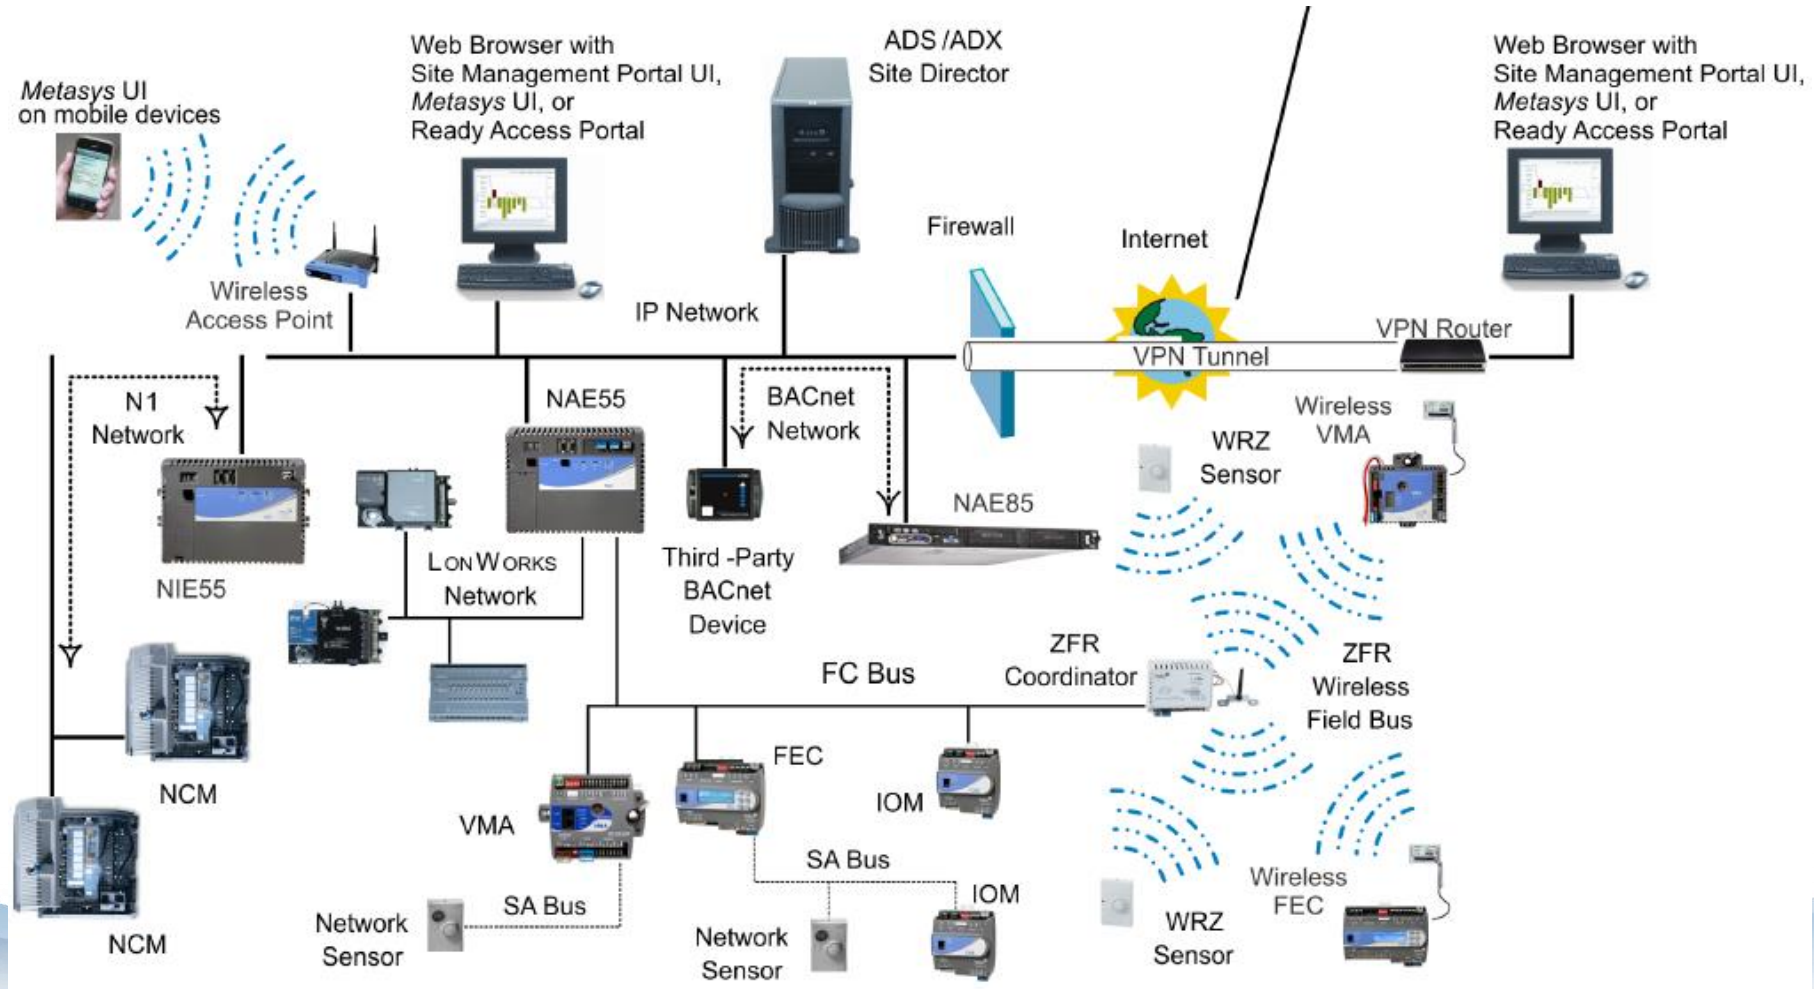 Metasys UI
on mobile devices
Web Browser with
Site Management Portal UI,
Metasys UI, or
Ready Access Portal
ADS /ADX
Site Director
Web Browser with
Site Management Portal UI,
Metasys UI, or
Ready Access Portal
Firewall
Internet
Wireless
Access Point
IP Network
VPN Router
VPN Tunnel
N1
Network
NAE55
BACnet
Network
Wireless
VMA
WRZ
Sensor
NAE85
NIE55
LONWORKS
Network
Third -Party
BACnet
Device
ZFR
Coordinator
ZFR
Wireless
Field Bus
FC Bus
NCM
FEC
IOM
VMA
SA Bus
Wireless
FEC
NCM
Network
Sensor
SA Bus
Network
Sensor
IOM
WRZ
Sensor